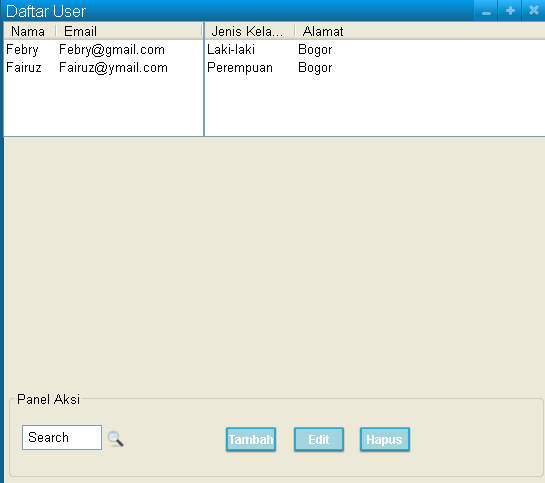 Daftar User
Nama Email Jenis Kela... Alamat
Febry Febry@gmail.com Laki-laki Bogor
Fairuz Fairuz@ymail.com Perempuan Bogor
Panel Aksi
Search Tambah Edit Hapus